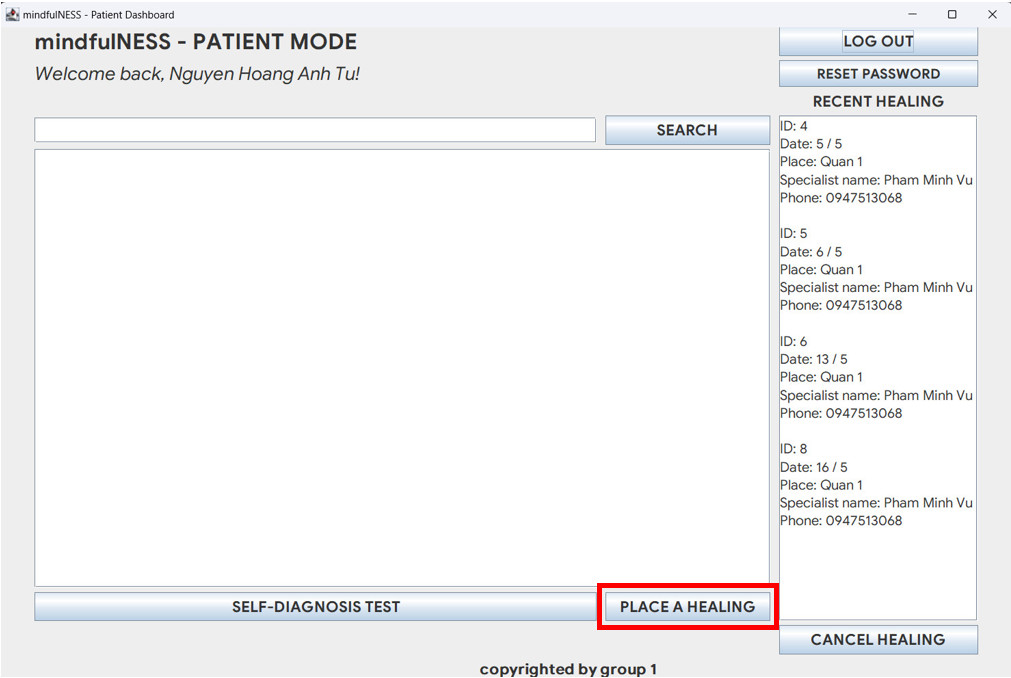 mindfulNESS - Patient Dashboard
mindfulNESS - PATIENT MODE
Welcome back, Nguyen Hoang Anh Tu!
SEARCH
SELF-DIAGNOSIS TEST
PLACE A HEALING
LOG OUT
RESET PASSWORD
RECENT HEALING
ID: 4
Date: 5 / 5
Place: Quan 1
Specialist name: Pham Minh Vu
Phone: 0947513068
ID: 5
Date: 6 / 5
Place: Quan 1
Specialist name: Pham Minh Vu
Phone: 0947513068
ID: 6
Date: 13 / 5
Place: Quan 1
Specialist name: Pham Minh Vu
Phone: 0947513068
ID: 8
Date: 16 / 5
Place: Quan 1
Specialist name: Pham Minh Vu
Phone: 0947513068
CANCEL HEALING
copyrighted by group 1